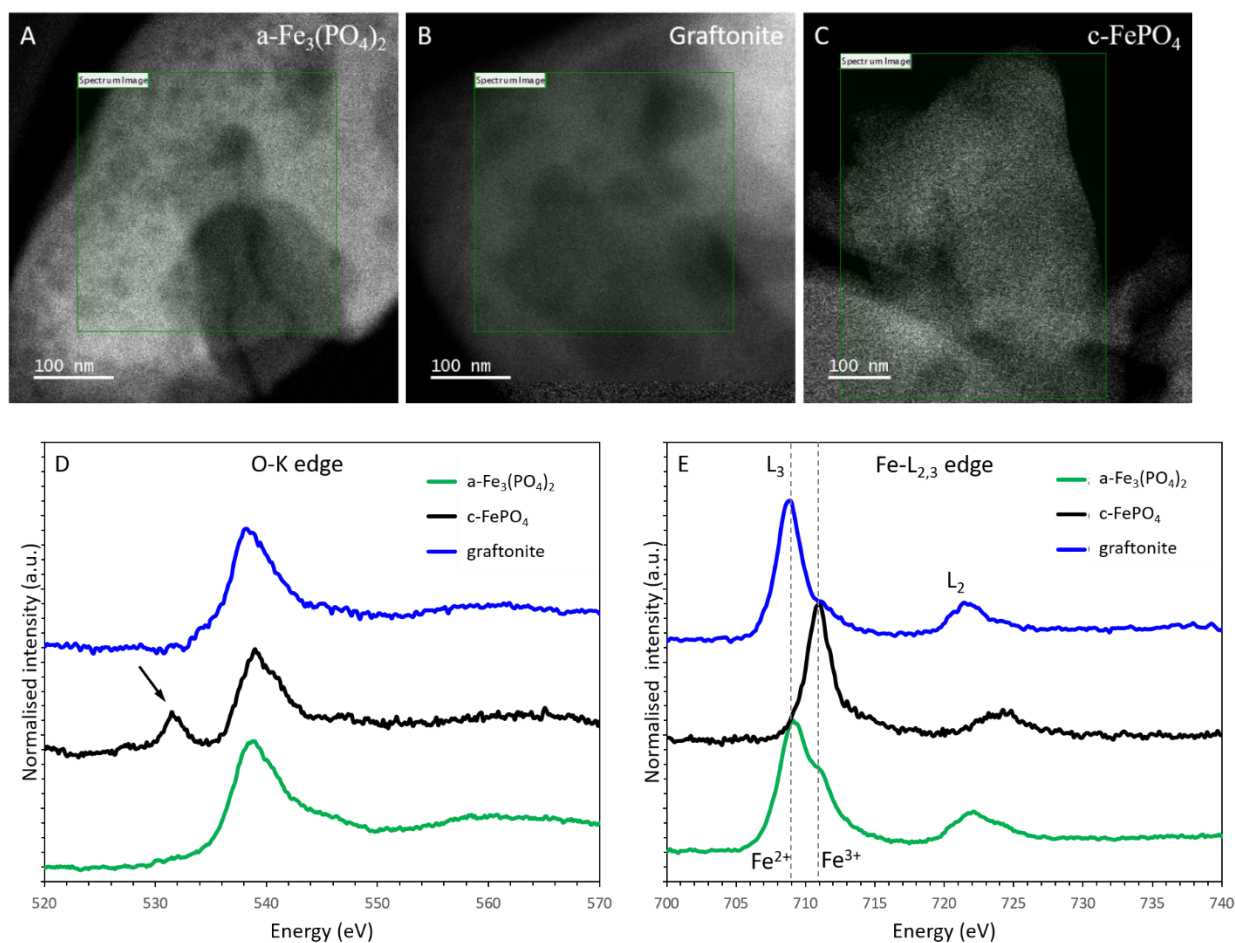 A
a-Fe₃(PO₄)₂
Spectrum Image
100 nm
B
Graftonite
Spectrum Image
100 nm
C
c-FePO₄
Spectrum Image
100 nm
D
O-K edge
a-Fe₃(PO₄)₂
c-FePO₄
graftonite
Normalised intensity (a.u.)
520 530 540 550 560 570
Energy (eV)
E
L₃
Fe-L₂,₃ edge
a-Fe₃(PO₄)₂
c-FePO₄
graftonite
L₂
Fe²⁺
Fe³⁺
Normalised intensity (a.u.)
700 705 710 715 720 725 730 735 740
Energy (eV)